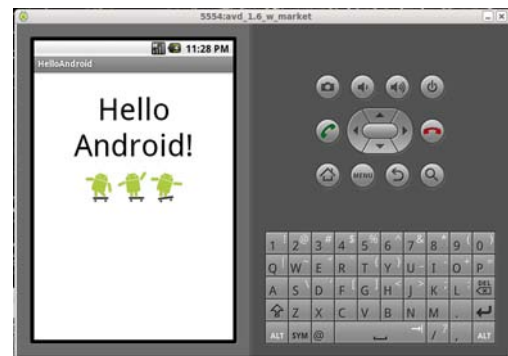 5554:avd_1.6_w_market
11:28 PM
HelloAndroid
Hello
Android!
MENU
1 ! 2 @ 3 # 4 $ 5 % 6 ^ 7 & 8 * 9 ( 0 )
Q W ~ E R T { Y } U _ I - O + P =
A S D F [ G ] H < J > K ; L : DEL
Z X C V B N M .
ALT SYM @ / ? , ALT